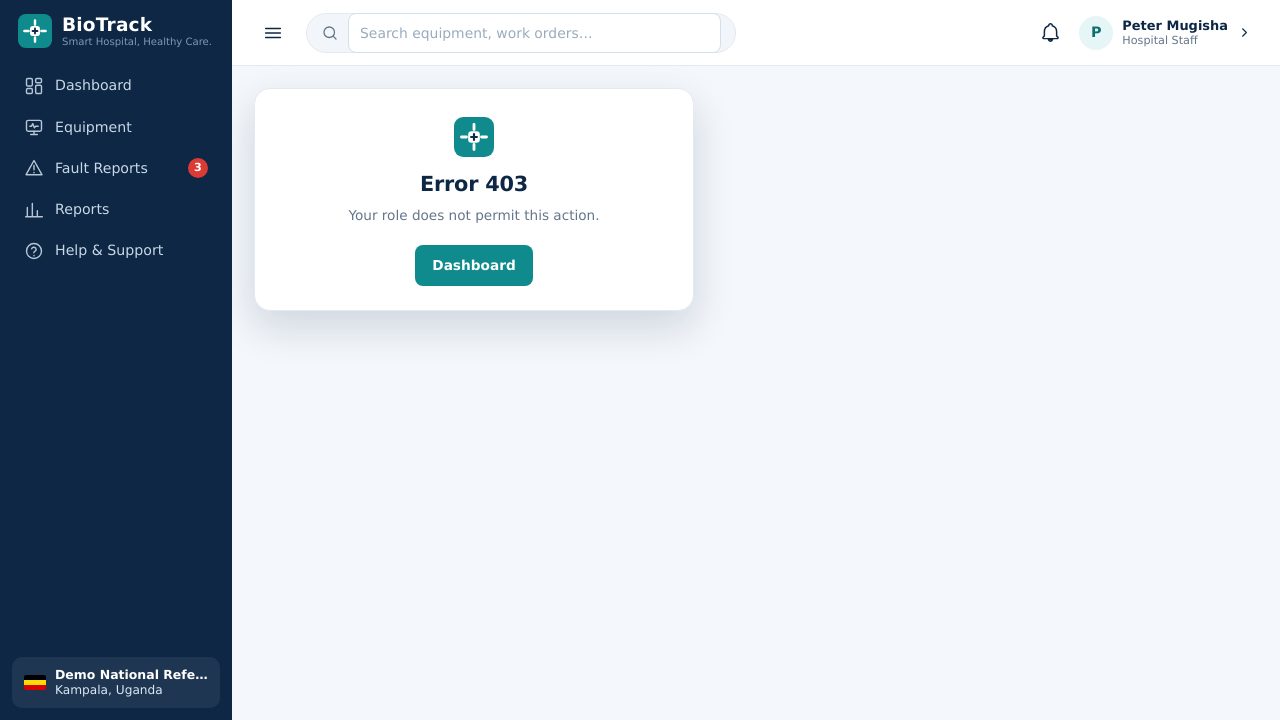 BioTrack
Smart Hospital, Healthy Care.
Dashboard
Equipment
Fault Reports
3
Reports
Help & Support
Demo National Refe...
Kampala, Uganda
Search equipment, work orders...
P
Peter Mugisha
Hospital Staff
Error 403
Your role does not permit this action.
Dashboard